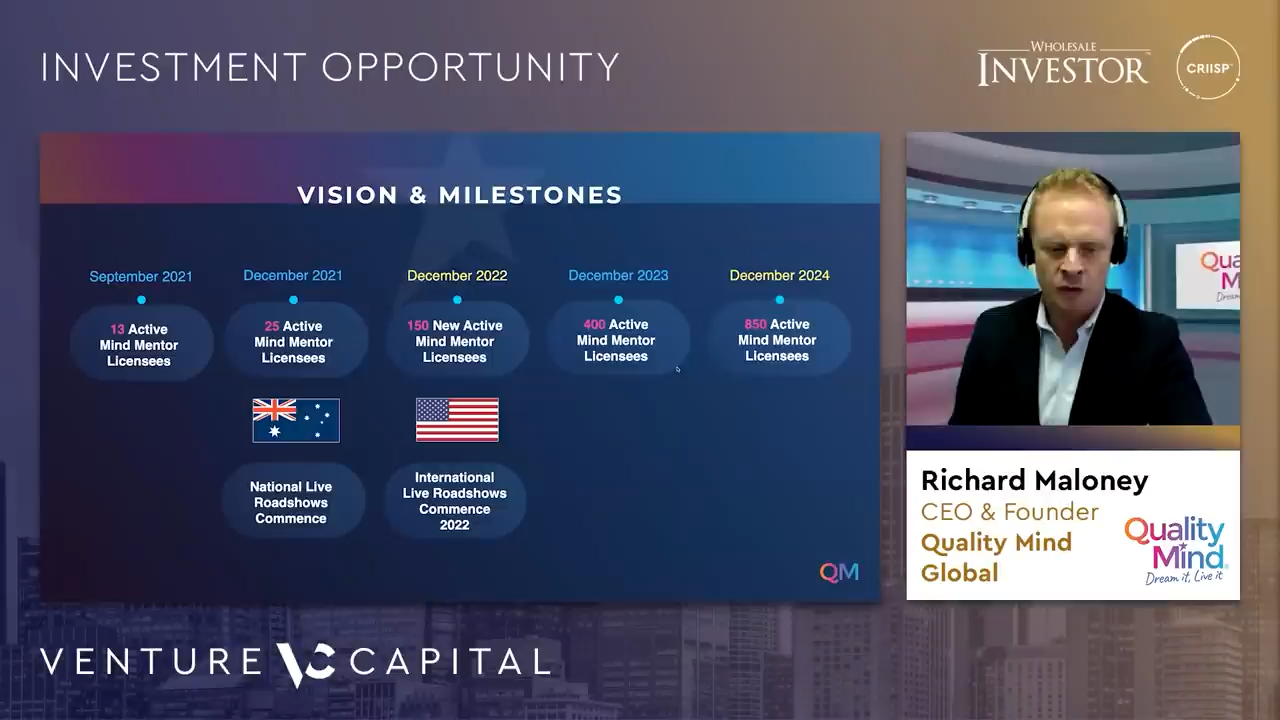 INVESTMENT OPPORTUNITY
WHOLESALE
INVESTOR
CRIISP™
VISION & MILESTONES
September 2021
13 Active
Mind Mentor
Licensees
December 2021
25 Active
Mind Mentor
Licensees
December 2022
150 New Active
Mind Mentor
Licensees
December 2023
400 Active
Mind Mentor
Licensees
December 2024
850 Active
Mind Mentor
Licensees
National Live
Roadshows
Commence
International
Live Roadshows
Commence
2022
QM
Richard Maloney
CEO & Founder
Quality Mind
Global
Quality
Mind
Dream it, Live it
VENTURE VC CAPITAL